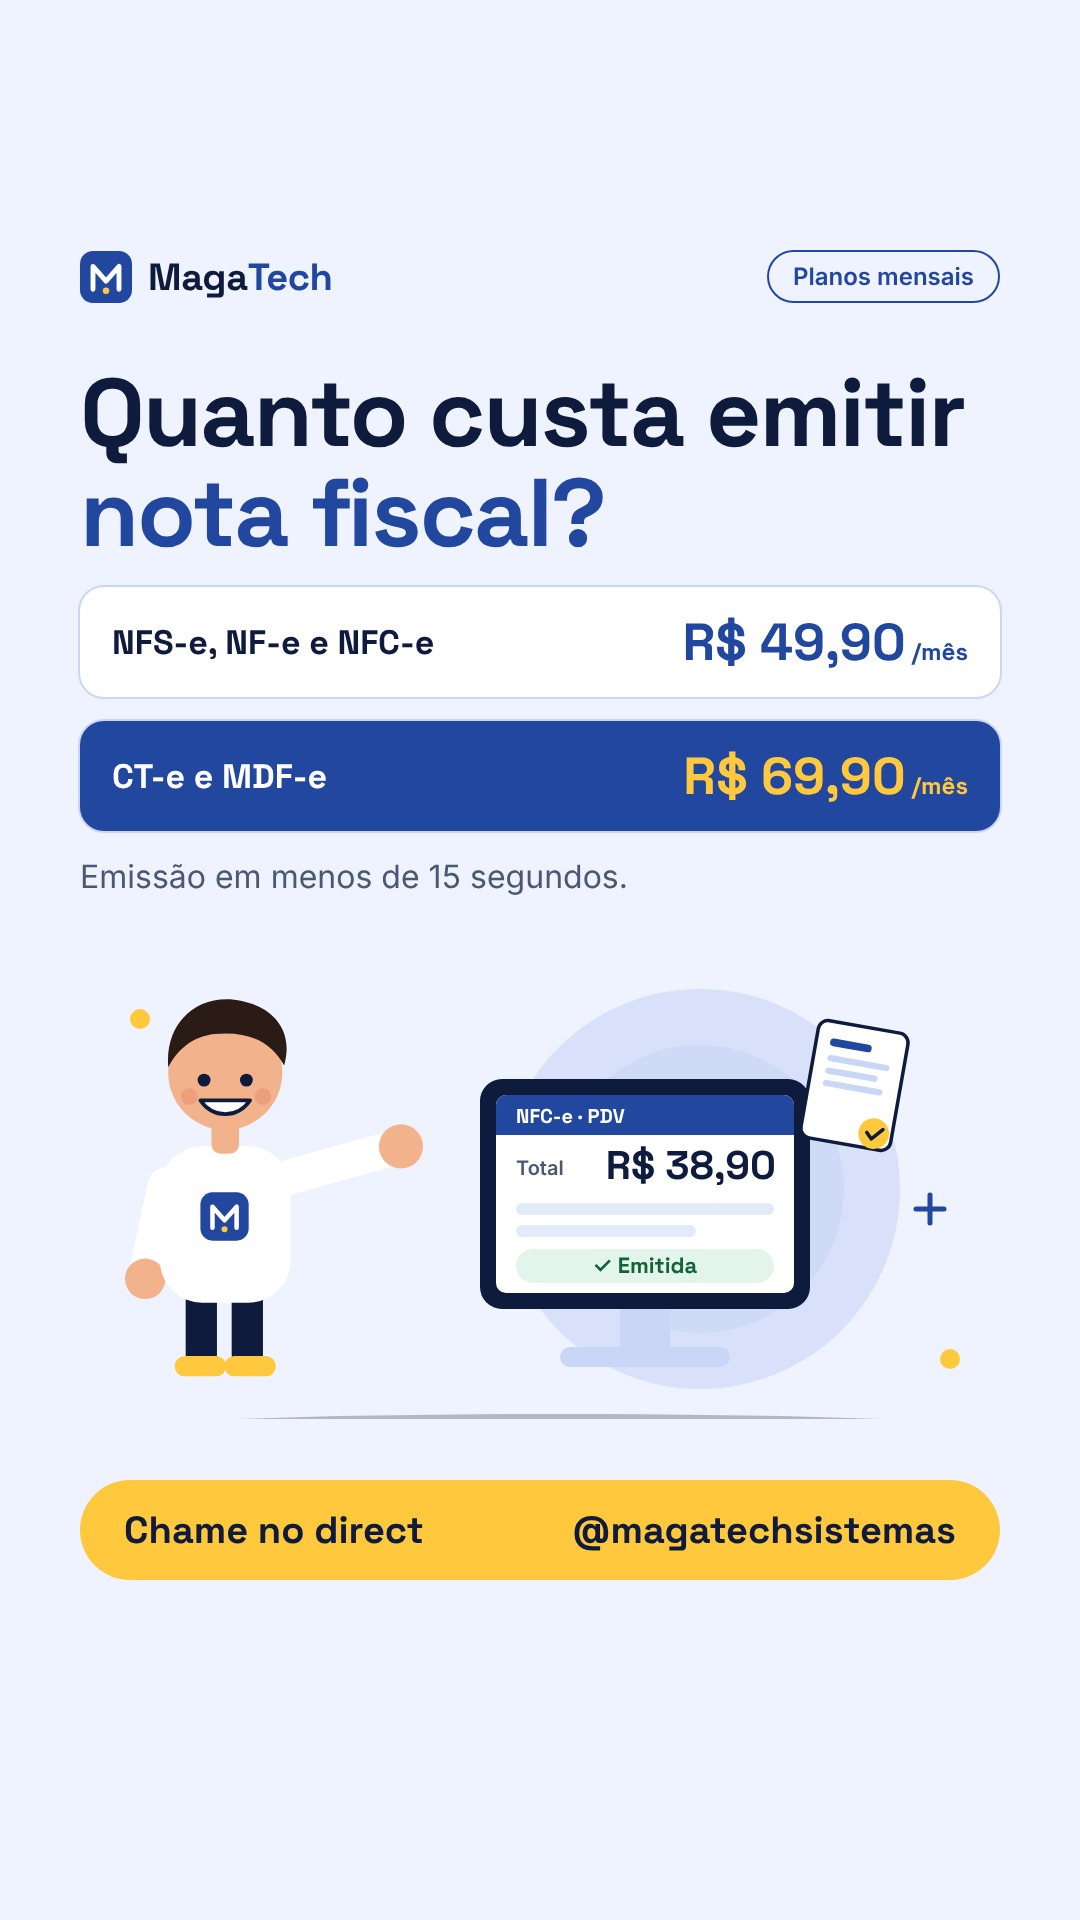 MagaTech
Planos mensais
Quanto custa emitir
nota fiscal?
NFS-e, NF-e e NFC-e
R$ 49,90 /mês
CT-e e MDF-e
R$ 69,90 /mês
Emissão em menos de 15 segundos.
NFC-e · PDV
Total R$ 38,90
✓ Emitida
M
Chame no direct
@magatechsistemas